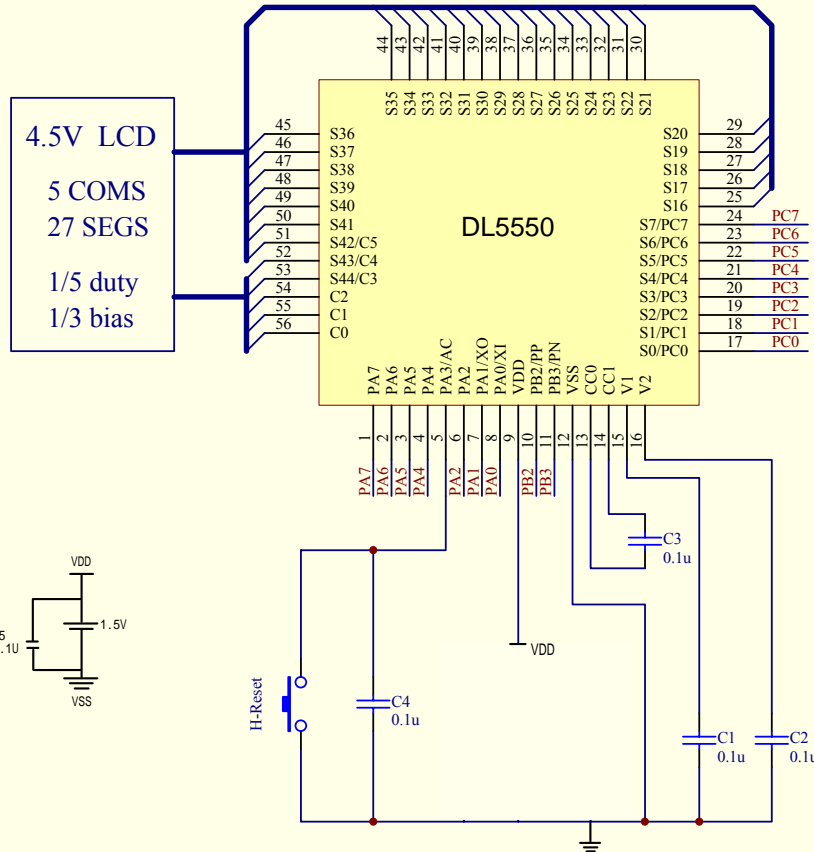 44 43 42 41 40 39 38 37 36 35 34 33 32 31 30
S35 S34 S33 S32 S31 S30 S29 S28 S27 S26 S25 S24 S23 S22 S21
4.5V LCD
5 COMS
27 SEGS
1/5 duty
1/3 bias
45 S36
46 S37
47 S38
48 S39
49 S40
50 S41
51 S42/C5
52 S43/C4
53 S44/C3
54 C2
55 C1
56 C0
DL5550
S20 29
S19 28
S18 27
S17 26
S16 25
S7/PC7 24 PC7
S6/PC6 23 PC6
S5/PC5 22 PC5
S4/PC4 21 PC4
S3/PC3 20 PC3
S2/PC2 19 PC2
S1/PC1 18 PC1
S0/PC0 17 PC0
PA7 PA6 PA5 PA4 PA3/AC PA2 PA1/XO PA0/XI VDD PB2/PP PB3/PN VSS CC0 CC1 V1 V2
1 2 3 4 5 6 7 8 9 10 11 12 13 14 15 16
PA7 PA6 PA5 PA4 PA2 PA1 PA0 PB2 PB3
C3
0.1u
VDD
1.5V
5
.1U
VSS
VDD
H-Reset
C4
0.1u
C1
0.1u
C2
0.1u